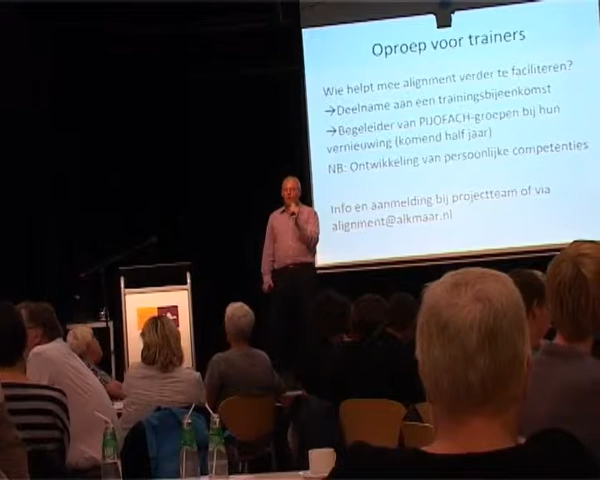 Oproep voor trainers
Wie helpt mee alignment verder te faciliteren?
→Deelname aan een trainingsbijeenkomst
→Begeleider van PIJOFACH-groepen bij hun
vernieuwing (komend half jaar)
NB: Ontwikkeling van persoonlijke competenties
Info en aanmelding bij projectteam of via
alignment@alkmaar.nl